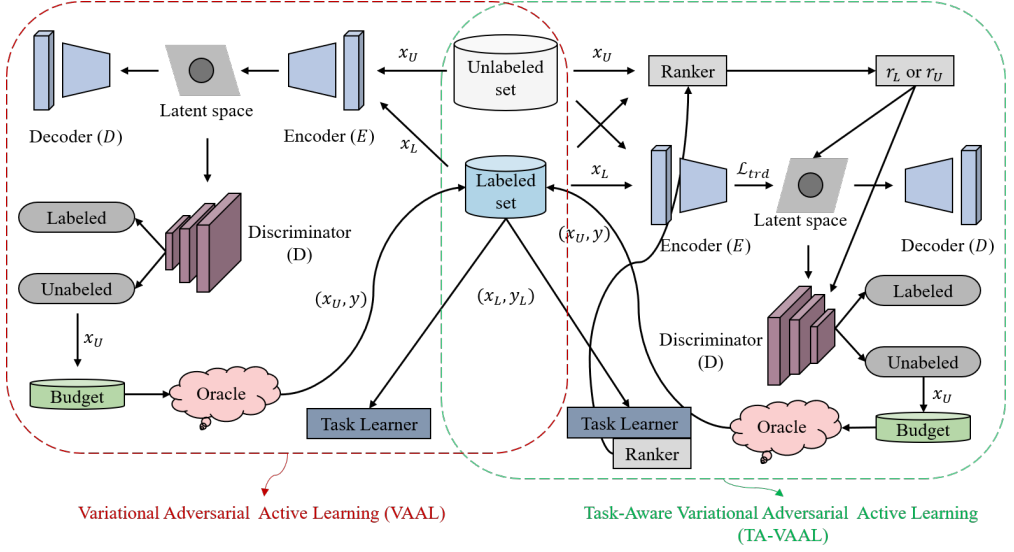 Decoder (D)
Latent space
Encoder (E)
x_U
x_L
Unlabeled
set
x_U
Ranker
r_L or r_U
Labeled
set
x_L
Encoder (E)
ℒ_trd
Latent space
Decoder (D)
Labeled
Unabeled
Discriminator
(D)
x_U
Budget
Oracle
(x_U, y)
(x_L, y_L)
(x_U, y)
Task Learner
Task Learner
Ranker
Discriminator
(D)
Labeled
Unabeled
x_U
Oracle
Budget
Variational Adversarial Active Learning (VAAL)
Task-Aware Variational Adversarial Active Learning
(TA-VAAL)